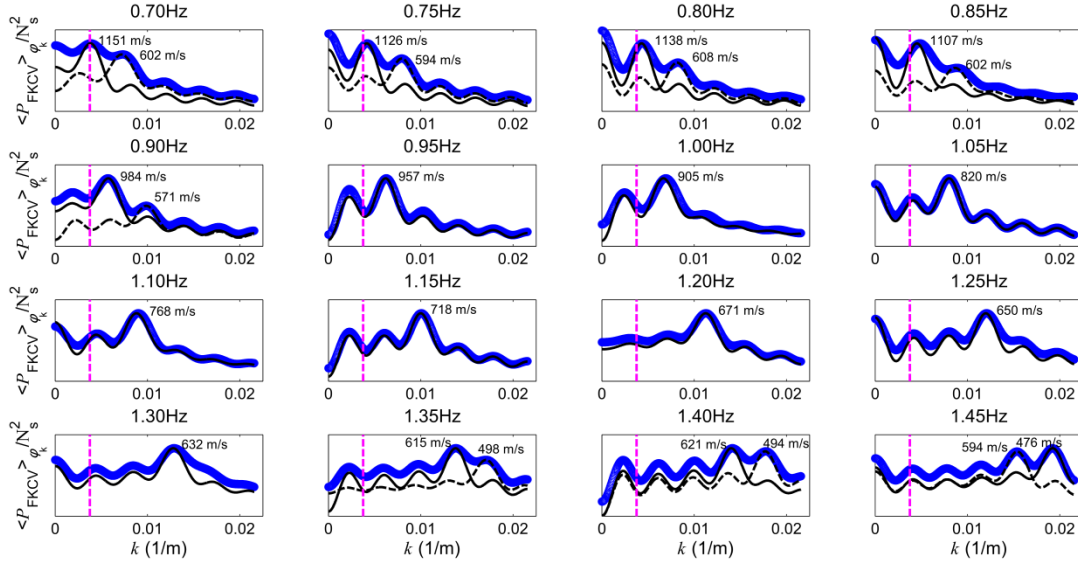 0.70Hz 0.75Hz 0.80Hz 0.85Hz
<P_FKCV>_φ_k/N_s^2
1151 m/s 1126 m/s 1138 m/s 1107 m/s
602 m/s 594 m/s 608 m/s 602 m/s
0 0.01 0.02 0 0.01 0.02 0 0.01 0.02 0 0.01 0.02
0.90Hz 0.95Hz 1.00Hz 1.05Hz
<P_FKCV>_φ_k/N_s^2
984 m/s 957 m/s 905 m/s 820 m/s
571 m/s
0 0.01 0.02 0 0.01 0.02 0 0.01 0.02 0 0.01 0.02
1.10Hz 1.15Hz 1.20Hz 1.25Hz
<P_FKCV>_φ_k/N_s^2
768 m/s 718 m/s 671 m/s 650 m/s
0 0.01 0.02 0 0.01 0.02 0 0.01 0.02 0 0.01 0.02
1.30Hz 1.35Hz 1.40Hz 1.45Hz
<P_FKCV>_φ_k/N_s^2
632 m/s 615 m/s 498 m/s 621 m/s 494 m/s 594 m/s 476 m/s
0 0.01 0.02 0 0.01 0.02 0 0.01 0.02 0 0.01 0.02
k (1/m) k (1/m) k (1/m) k (1/m)